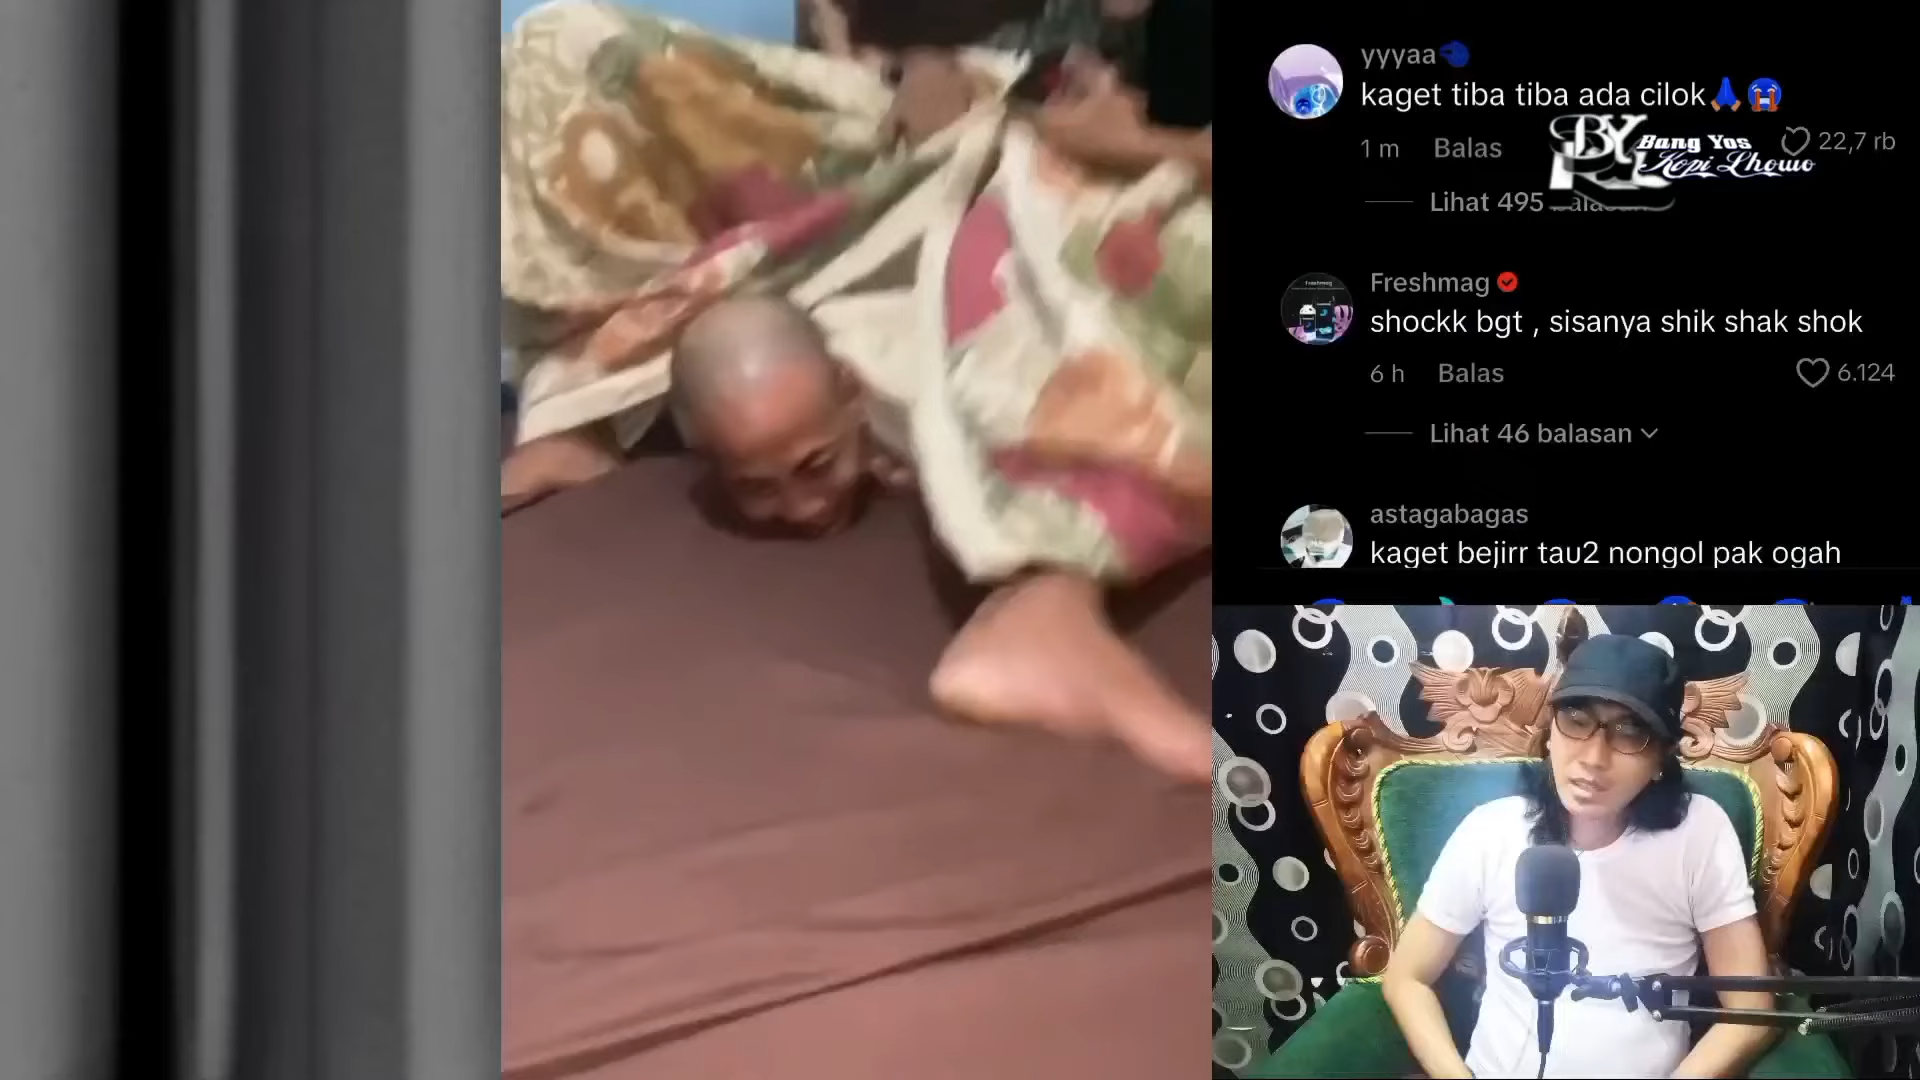 yyyaa
kaget tiba tiba ada cilok🙏😭
1 m Balas 22,7 rb
BY Bang Yos
Kopi Lhowo
Lihat 495 balasan
Freshmag
shockk bgt , sisanya shik shak shok
6 h Balas 6.124
Lihat 46 balasan
astagabagas
kaget bejirr tau2 nongol pak ogah